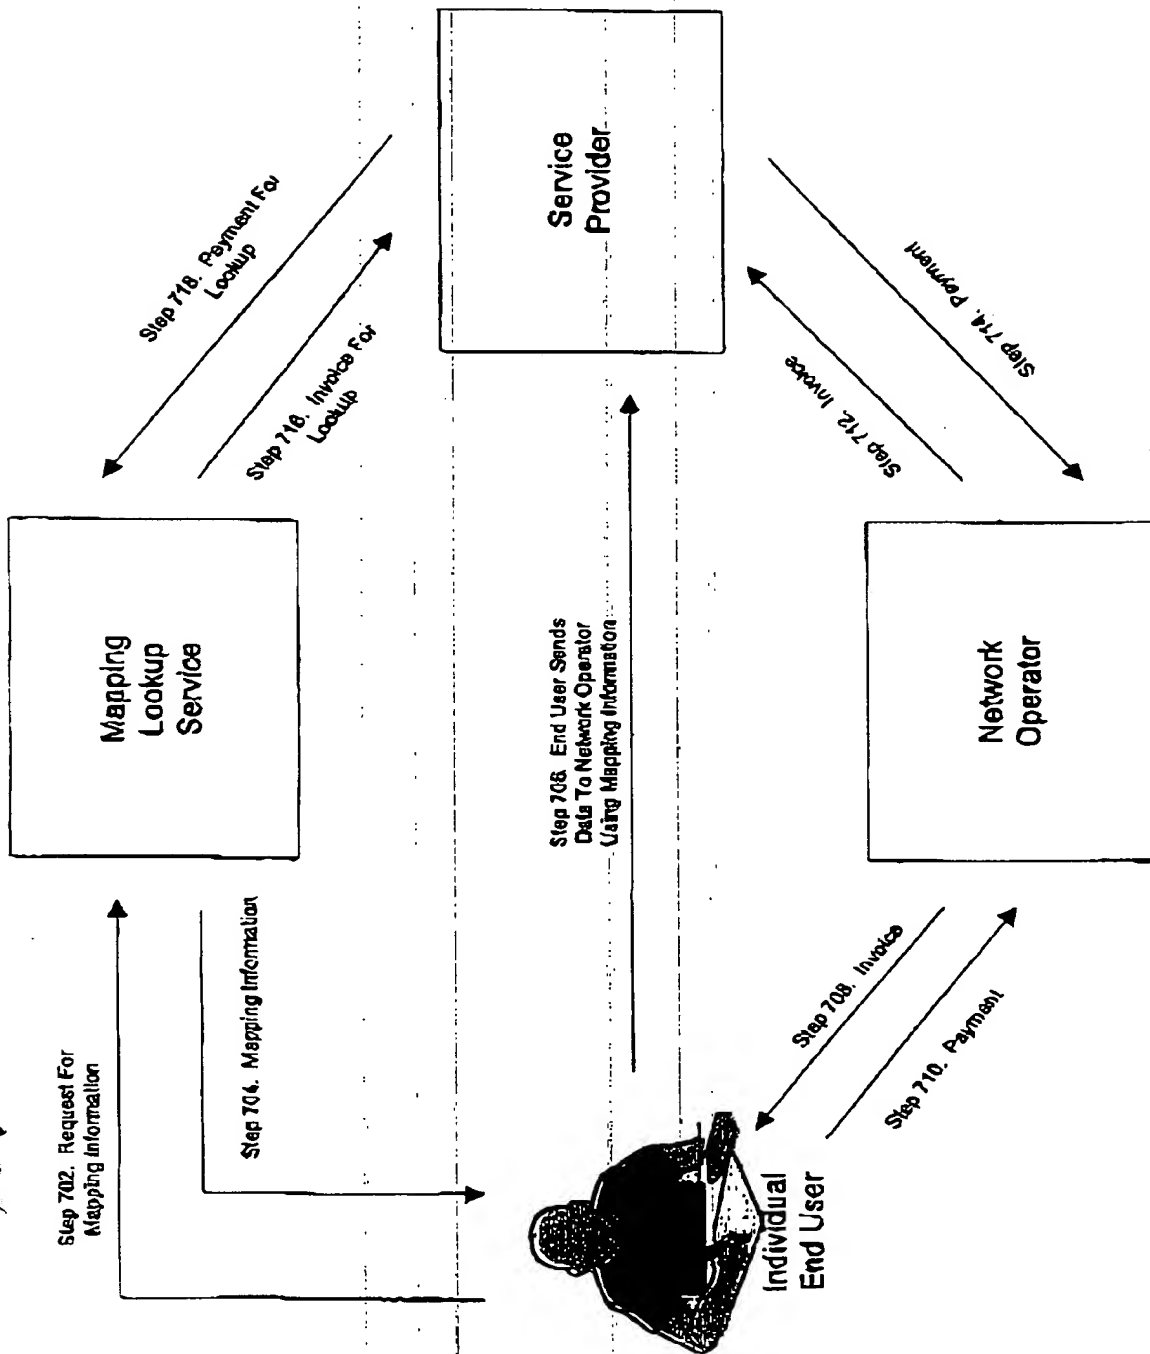 Step 702. Request For
Mapping Information
Step 704. Mapping Information
Mapping
Lookup
Service
Step 718. Payment For
Lookup
Step 716. Invoice For
Lookup
Service
Provider
Step 706. End User Sends
Data To Network Operator
Using Mapping Information
Individual
End User
Step 708. Invoice
Step 710. Payment
Network
Operator
Step 712. Invoice
Step 714. Payment